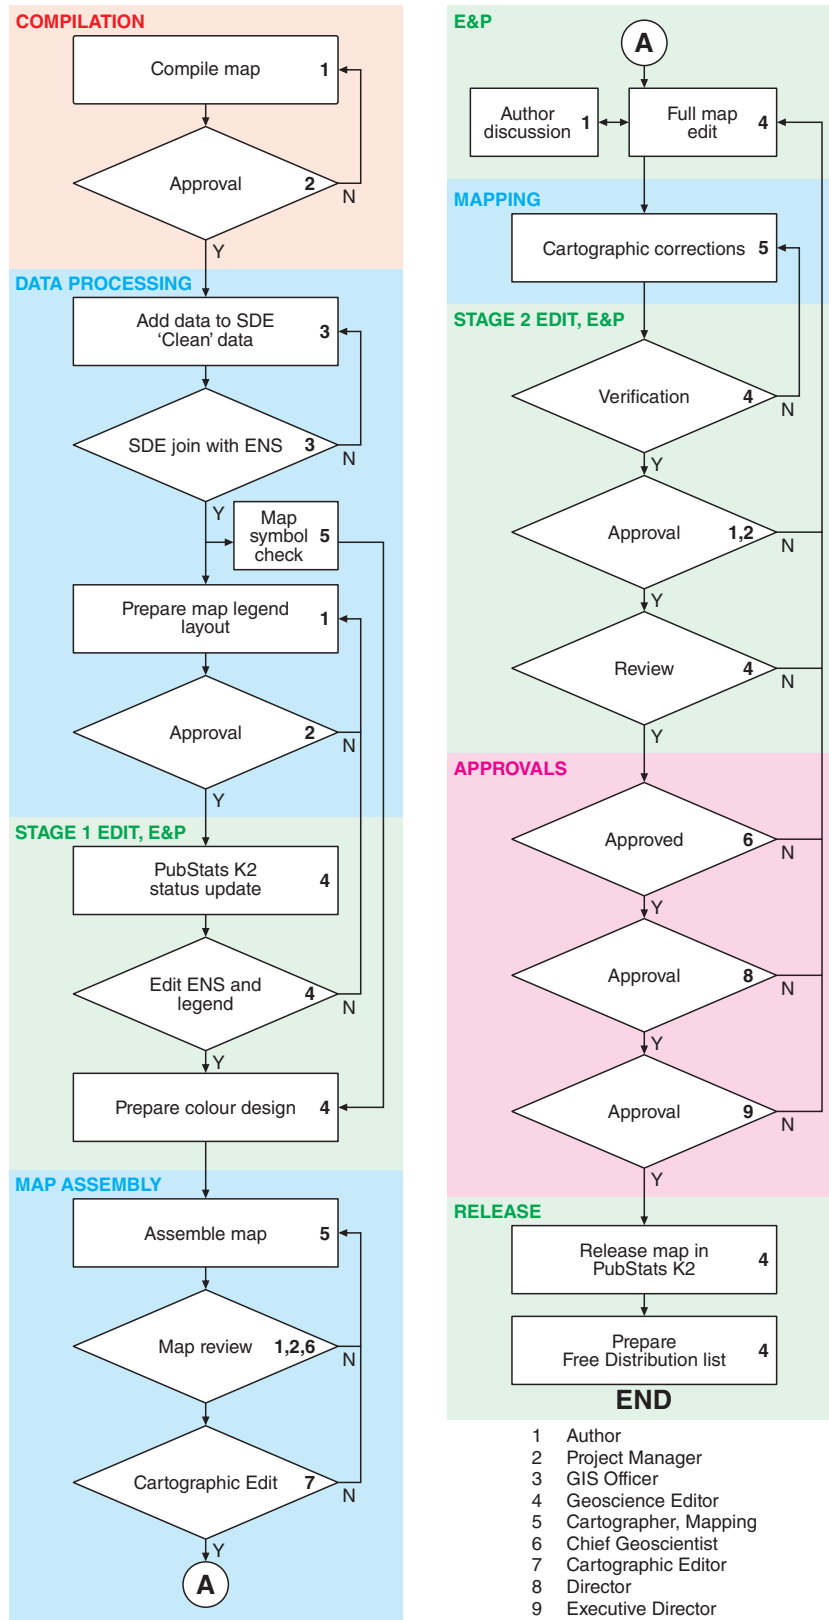 COMPILATION
Compile map 1
Approval 2
N
Y
DATA PROCESSING
Add data to SDE
‘Clean’ data
3
SDE join with ENS 3
N
Y
Map
symbol
check
5
Prepare map legend
layout
1
Approval 2
N
Y
STAGE 1 EDIT, E&P
PubStats K2
status update
4
Edit ENS and
legend
4
N
Y
Prepare colour design 4
MAP ASSEMBLY
Assemble map 5
Map review 1,2,6
N
Cartographic Edit 7
N
Y
A
E&P
A
Author
discussion
1
Full map
edit
4
MAPPING
Cartographic corrections 5
STAGE 2 EDIT, E&P
Verification 4
N
Y
Approval 1,2
N
Y
Review 4
N
Y
APPROVALS
Approved 6
N
Y
Approval 8
N
Y
Approval 9
N
Y
RELEASE
Release map in
PubStats K2
4
Prepare
Free Distribution list
4
END
1 Author
2 Project Manager
3 GIS Officer
4 Geoscience Editor
5 Cartographer, Mapping
6 Chief Geoscientist
7 Cartographic Editor
8 Director
9 Executive Director